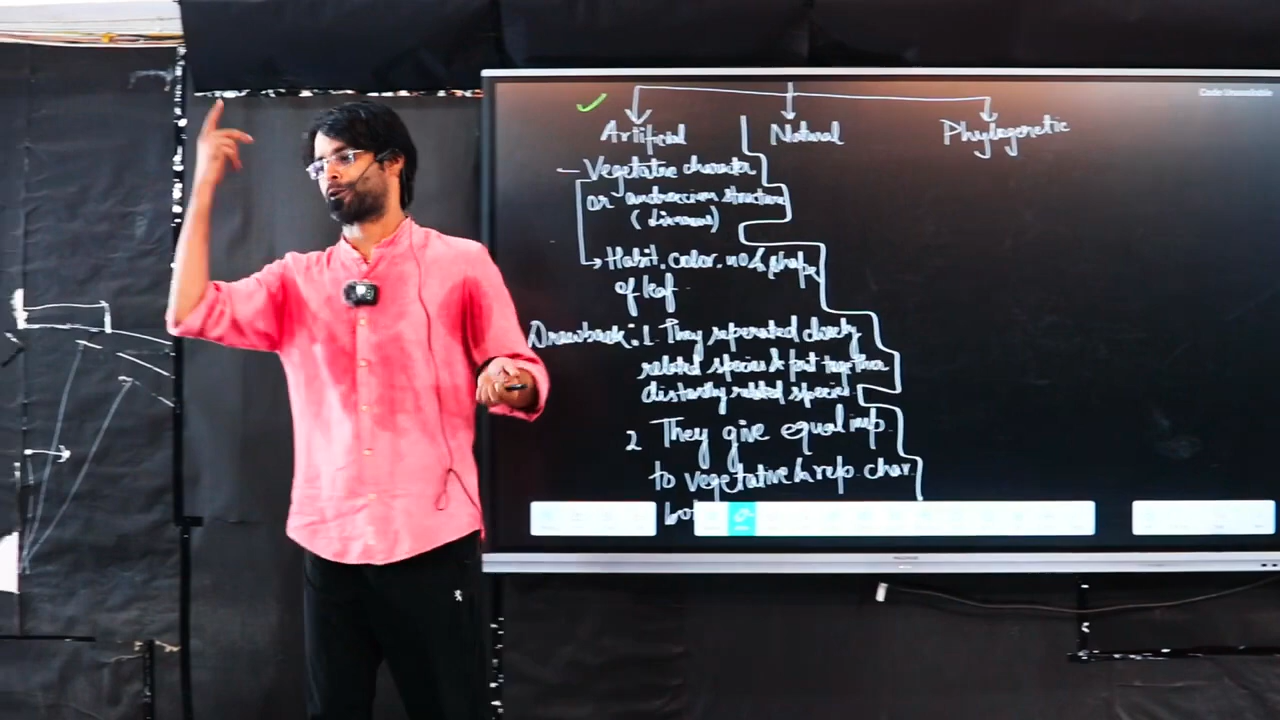 Artificial Natural Phylogenetic
- Vegetative character
or androecium structure
(linnaeus)
→ Habit, color, no & shape
of leaf
Drawback: 1. They seperated closely
related species & put together
distantly related species
2 They give equal imp.
to vegetative & rep. char.